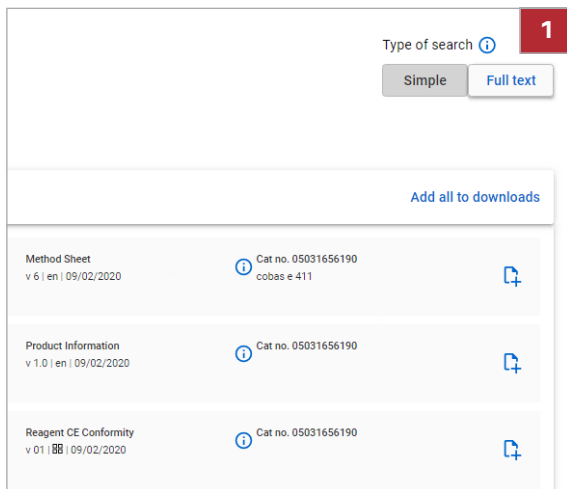 1
Type of search
Simple
Full text
Add all to downloads
Method Sheet
v 6 | en | 09/02/2020
Cat no. 05031656190
cobas e 411
Product Information
v 1.0 | en | 09/02/2020
Cat no. 05031656190
Reagent CE Conformity
v 01 | | 09/02/2020
Cat no. 05031656190